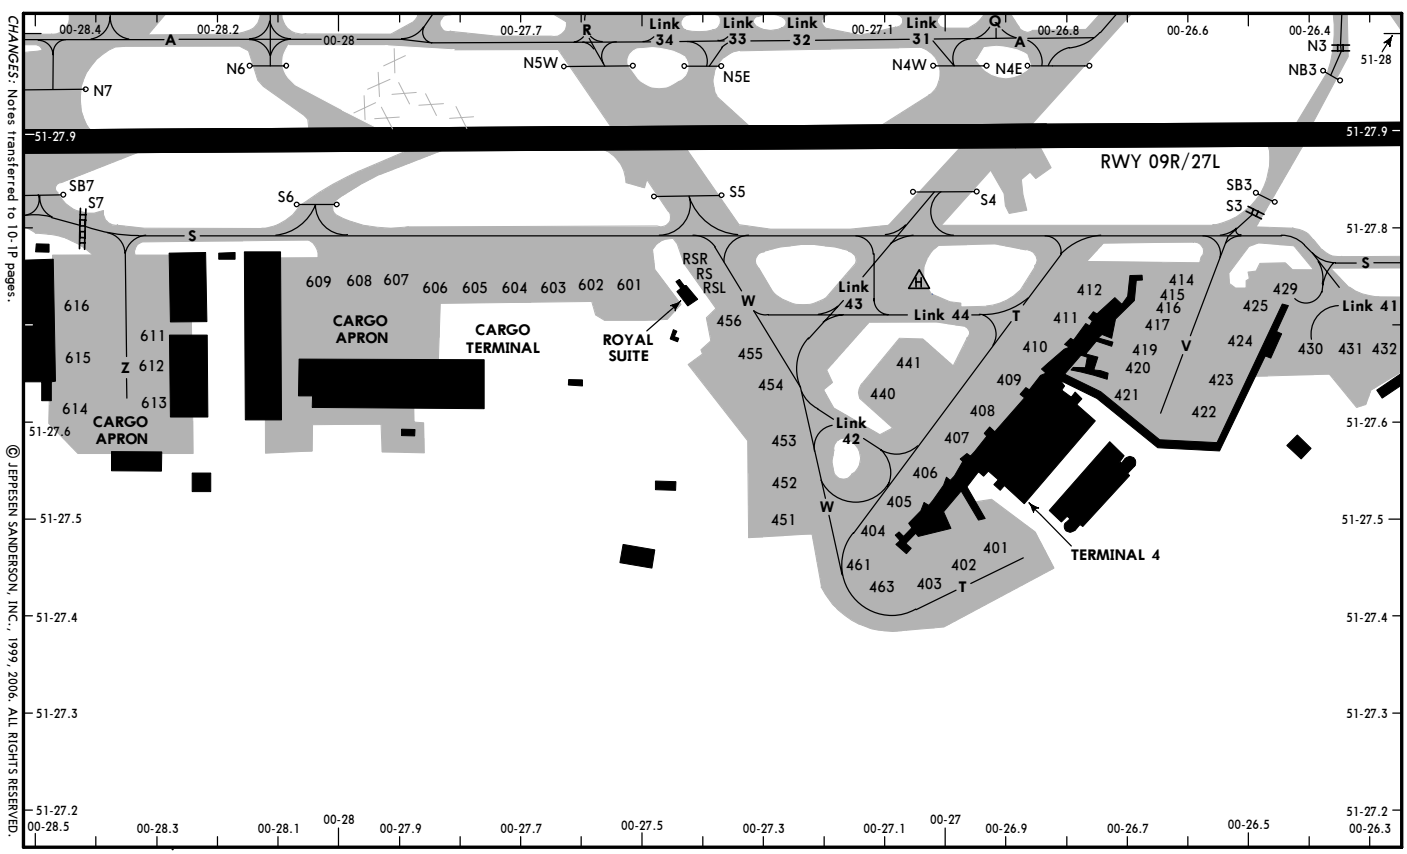 00-28.4
00-28.2
00-28
00-27.7
R
Link
34
Link
33
Link
32
00-27.1
Link
31
Q
A
A
00-26.8
00-26.6
00-26.4
N3
51-28
N7
N6
N5W
N5E
N4W
N4E
NB3
51-27.9
51-27.9
RWY 09R/27L
SB7
S7
S6
S5
S4
SB3
S3
51-27.8
S
S
RSR
RS
RSL
H
609
608
607
606
605
604
603
602
601
616
615
614
611
612
613
Z
CARGO
APRON
CARGO
APRON
CARGO
TERMINAL
ROYAL
SUITE
W
Link
43
Link 44
T
456
455
454
453
452
451
W
441
440
Link
42
412
411
410
409
408
407
406
405
404
461
463
403
402
401
T
414
415
416
417
419
420
421
V
422
423
424
425
429
Link 41
430
431
432
TERMINAL 4
51-27.6
51-27.6
51-27.5
51-27.5
51-27.4
51-27.4
51-27.3
51-27.3
51-27.2
51-27.2
00-28.5
00-28.3
00-28.1
00-28
00-27.9
00-27.7
00-27.5
00-27.3
00-27.1
00-27
00-26.9
00-26.7
00-26.5
00-26.3
CHANGES: Notes transferred to 10-1P pages.
© JEPPESEN SANDERSON, INC., 1999, 2006. ALL RIGHTS RESERVED.